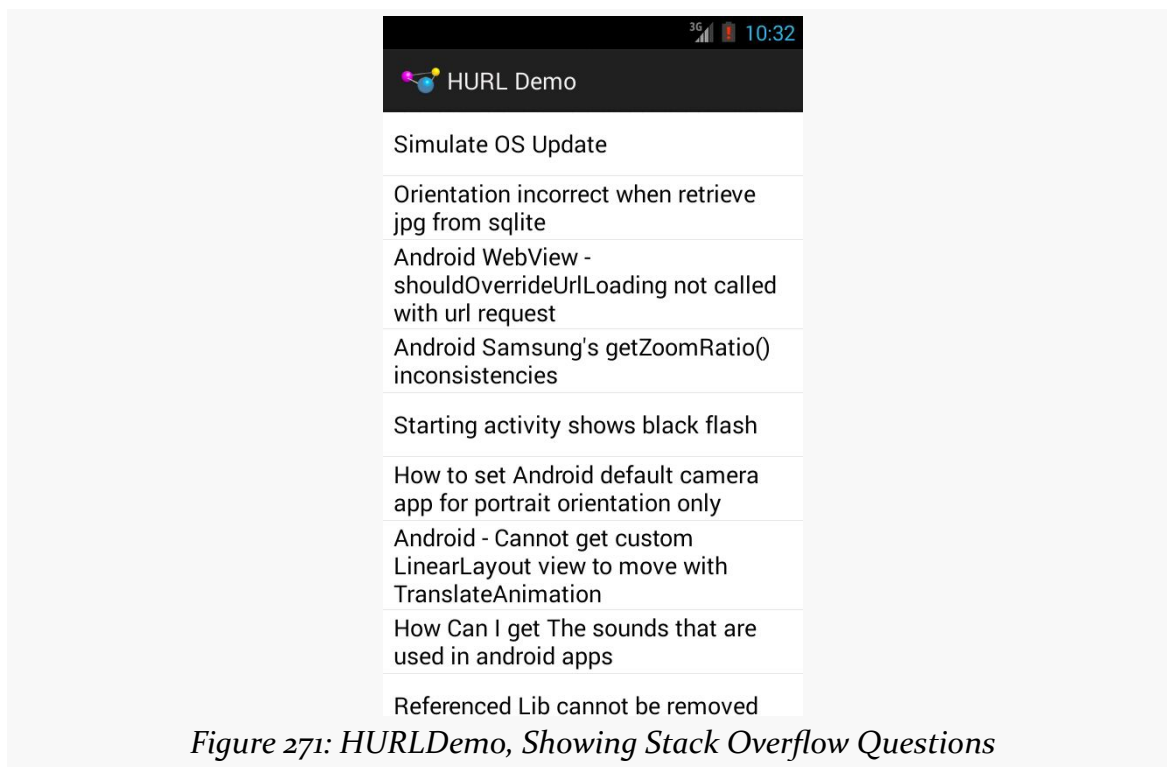 3G 10:32
HURL Demo
Simulate OS Update
Orientation incorrect when retrieve
jpg from sqlite
Android WebView -
shouldOverrideUrlLoading not called
with url request
Android Samsung's getZoomRatio()
inconsistencies
Starting activity shows black flash
How to set Android default camera
app for portrait orientation only
Android - Cannot get custom
LinearLayout view to move with
TranslateAnimation
How Can I get The sounds that are
used in android apps
Referenced Lib cannot be removed
Figure 271: HURLDemo, Showing Stack Overflow Questions